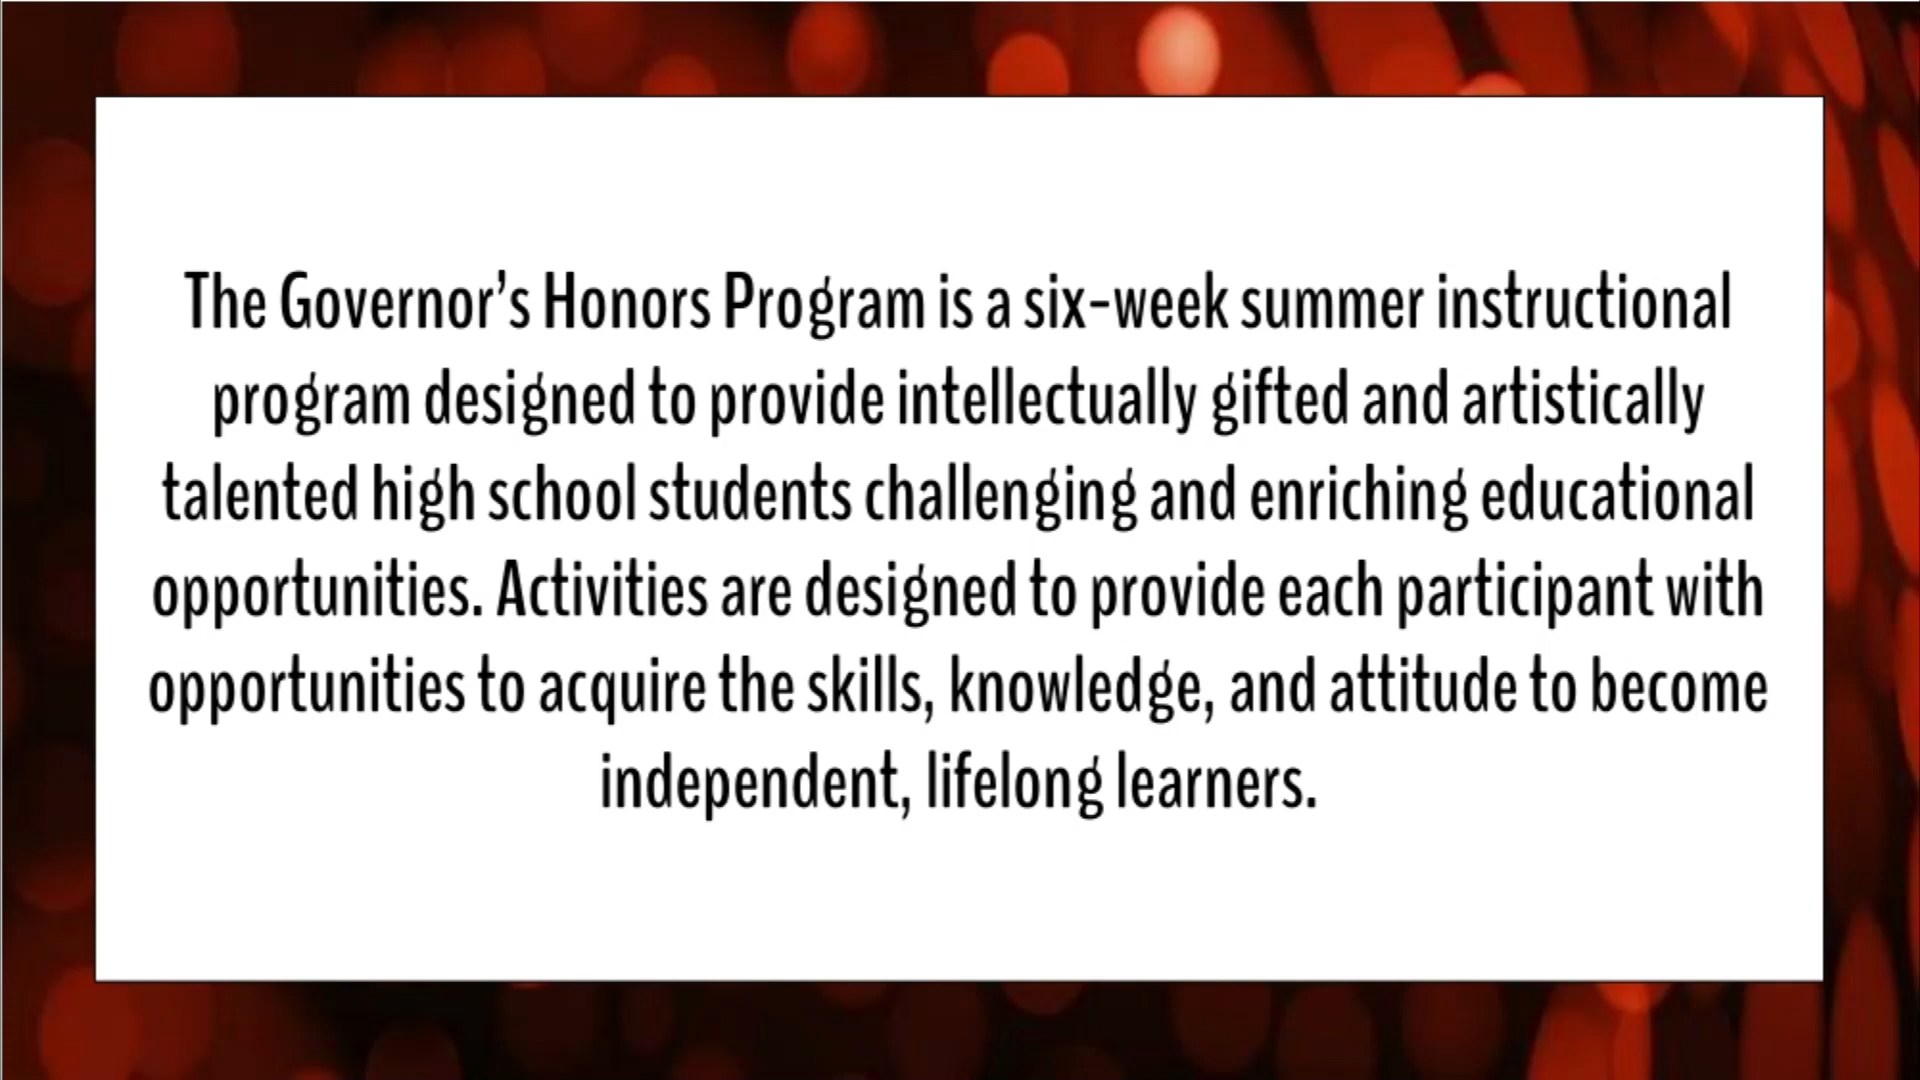 The Governor’s Honors Program is a six-week summer instructional
program designed to provide intellectually gifted and artistically
talented high school students challenging and enriching educational
opportunities. Activities are designed to provide each participant with
opportunities to acquire the skills, knowledge, and attitude to become
independent, lifelong learners.